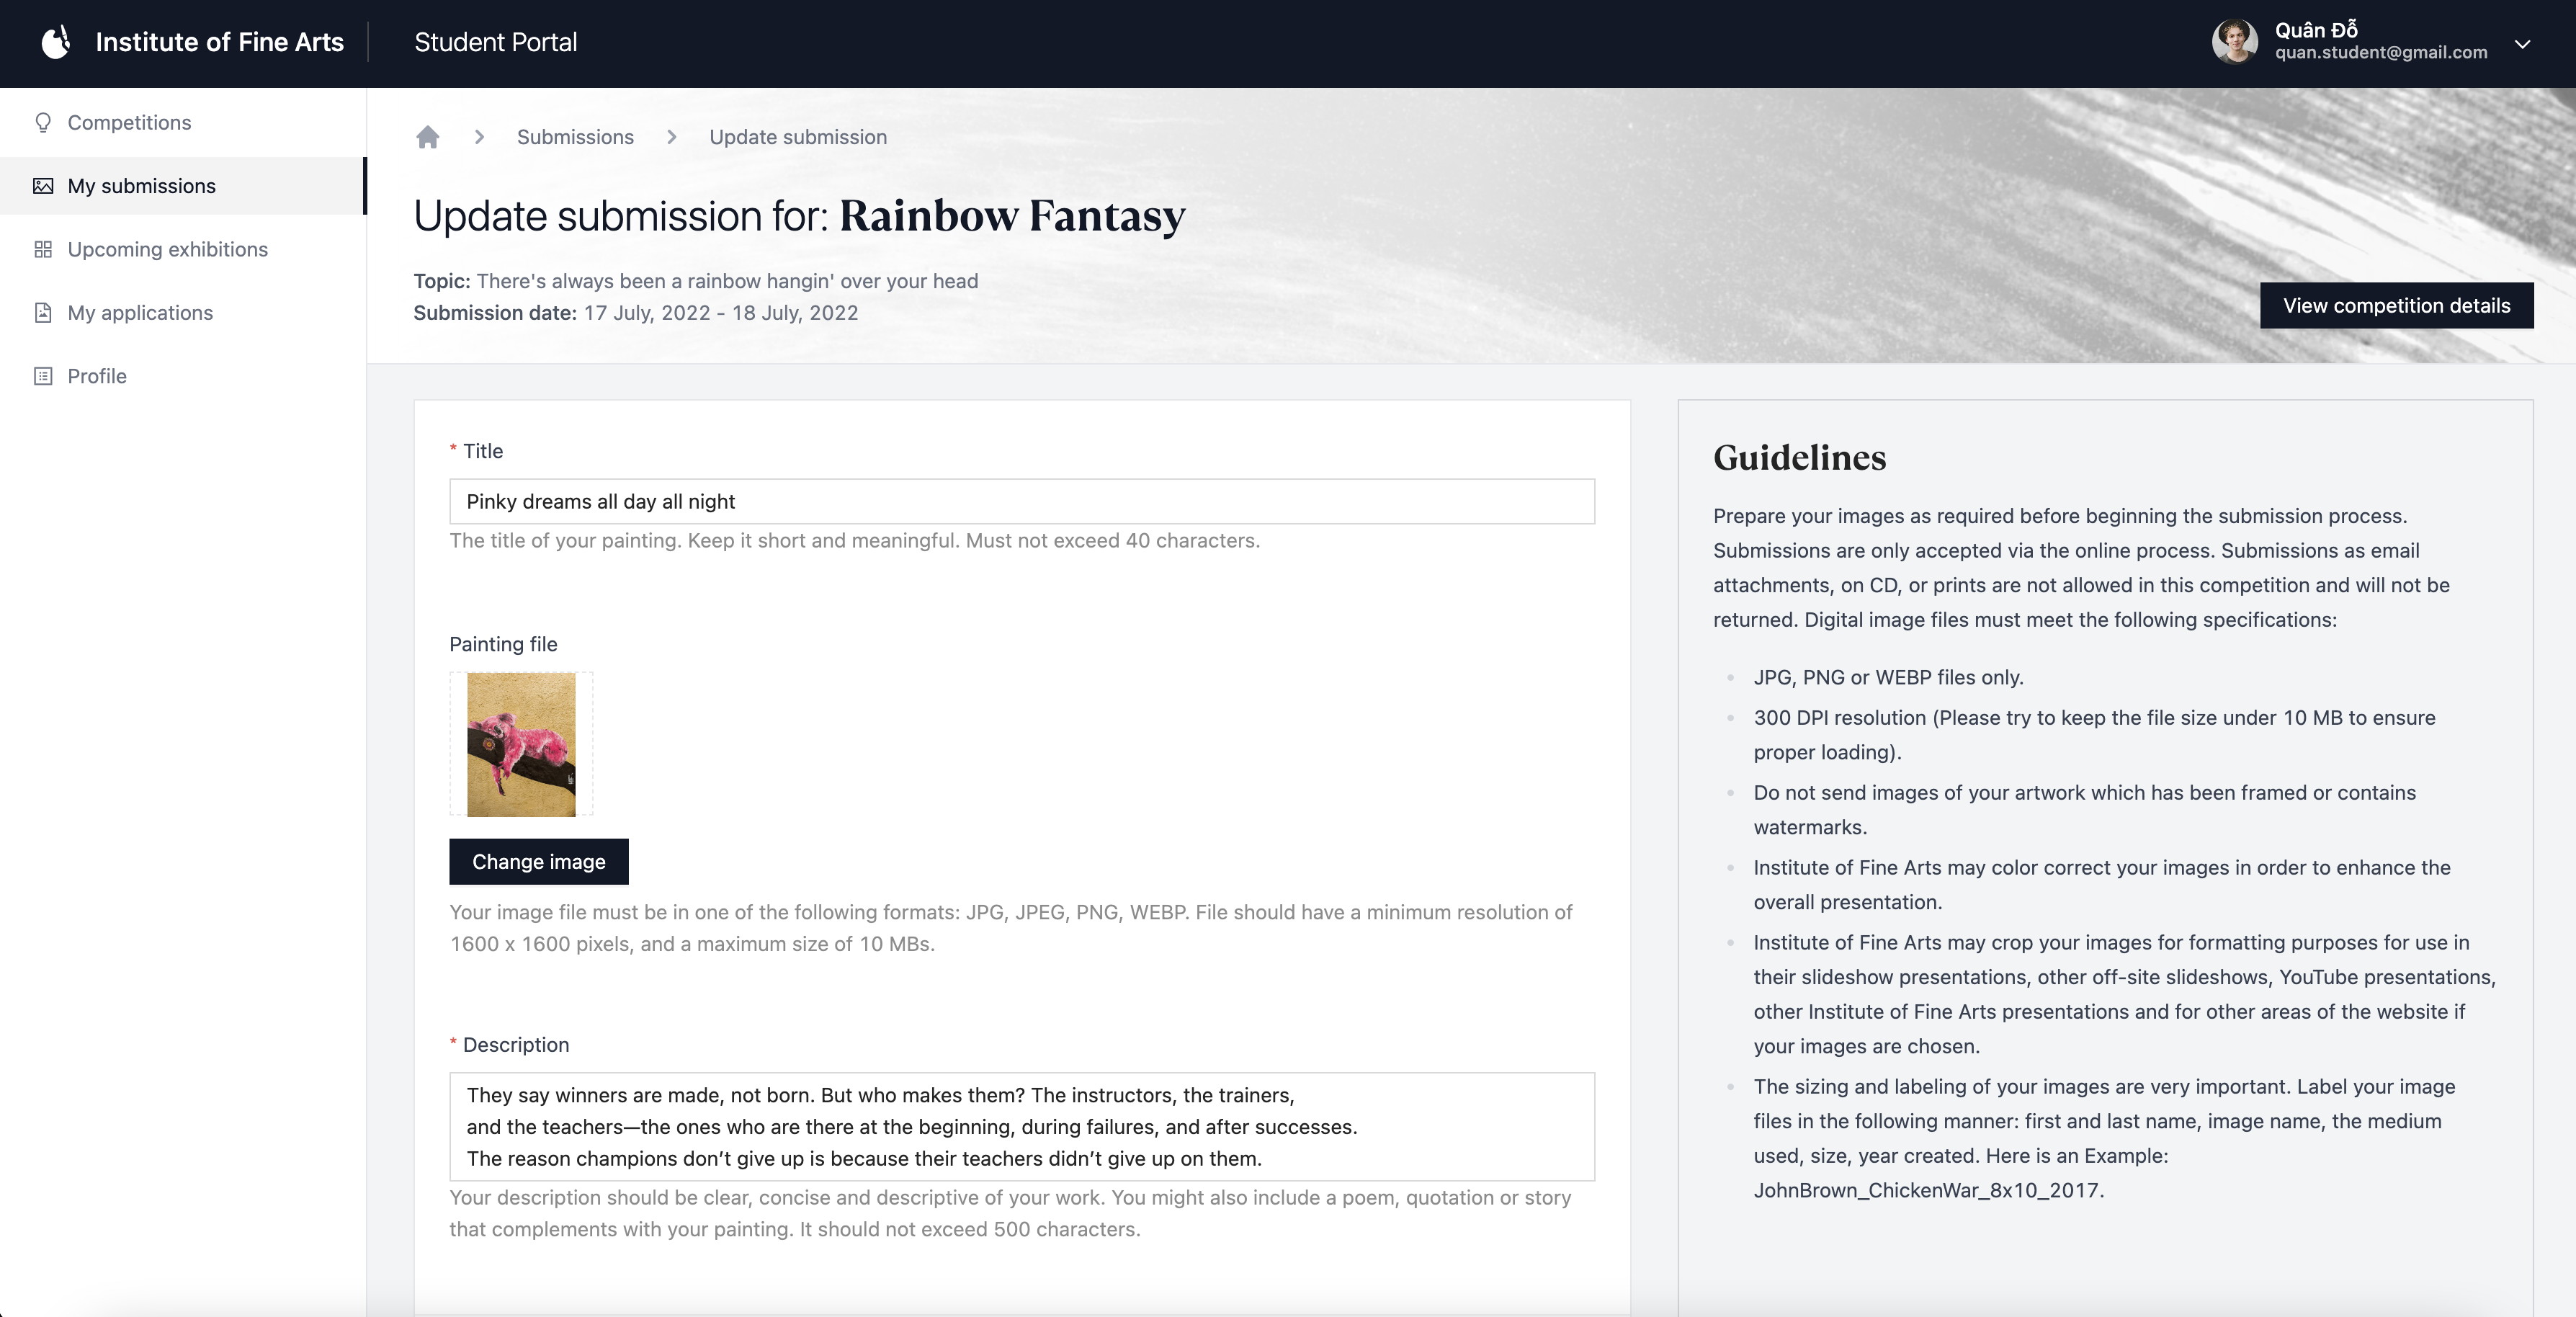 Institute of Fine Arts
Student Portal
Quân Đỗ
quan.student@gmail.com
Competitions
My submissions
Upcoming exhibitions
My applications
Profile
Submissions
Update submission
Update submission for: Rainbow Fantasy
Topic: There's always been a rainbow hangin' over your head
Submission date: 17 July, 2022 - 18 July, 2022
View competition details
* Title
Pinky dreams all day all night
The title of your painting. Keep it short and meaningful. Must not exceed 40 characters.
Painting file
Change image
Your image file must be in one of the following formats: JPG, JPEG, PNG, WEBP. File should have a minimum resolution of
1600 x 1600 pixels, and a maximum size of 10 MBs.
* Description
They say winners are made, not born. But who makes them? The instructors, the trainers,
and the teachers—the ones who are there at the beginning, during failures, and after successes.
The reason champions don’t give up is because their teachers didn’t give up on them.
Your description should be clear, concise and descriptive of your work. You might also include a poem, quotation or story
that complements with your painting. It should not exceed 500 characters.
Guidelines
Prepare your images as required before beginning the submission process.
Submissions are only accepted via the online process. Submissions as email
attachments, on CD, or prints are not allowed in this competition and will not be
returned. Digital image files must meet the following specifications:
JPG, PNG or WEBP files only.
300 DPI resolution (Please try to keep the file size under 10 MB to ensure
proper loading).
Do not send images of your artwork which has been framed or contains
watermarks.
Institute of Fine Arts may color correct your images in order to enhance the
overall presentation.
Institute of Fine Arts may crop your images for formatting purposes for use in
their slideshow presentations, other off-site slideshows, YouTube presentations,
other Institute of Fine Arts presentations and for other areas of the website if
your images are chosen.
The sizing and labeling of your images are very important. Label your image
files in the following manner: first and last name, image name, the medium
used, size, year created. Here is an Example:
JohnBrown_ChickenWar_8x10_2017.